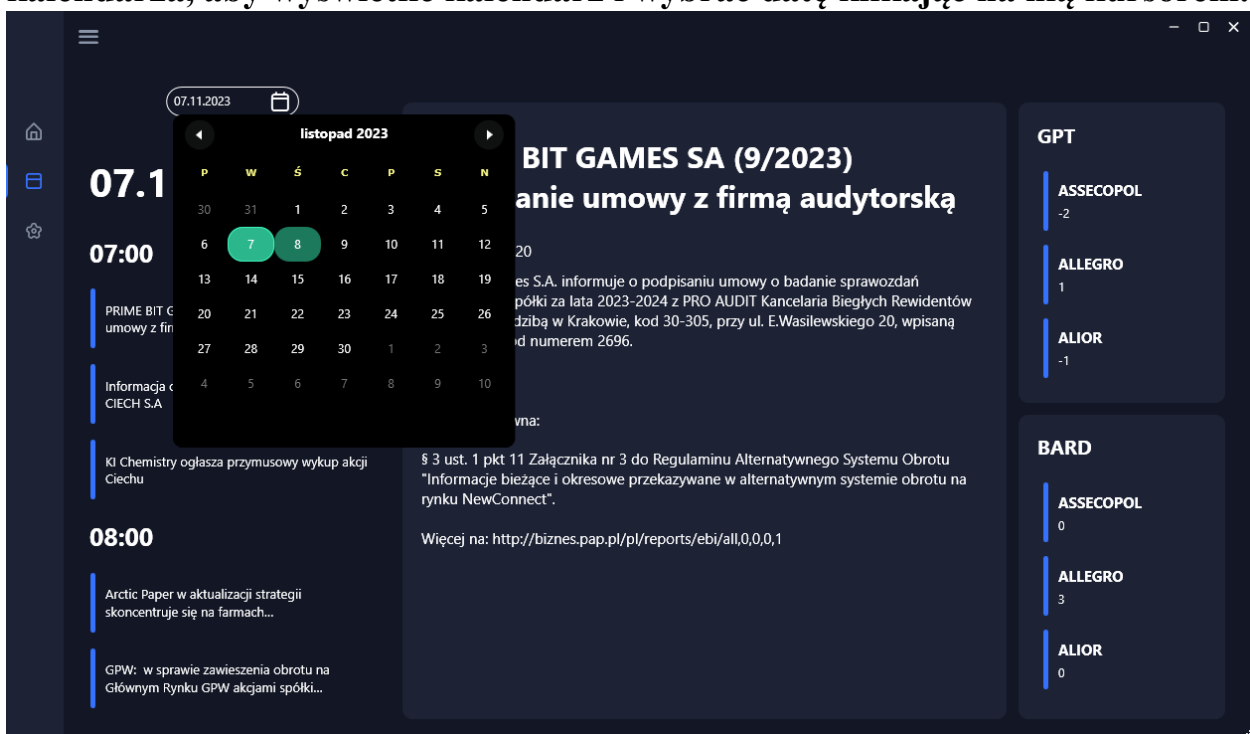 kalendarza, aby wyświetlić kalendarz i wybrać datę klikając na nią kursorem.
07.11.2023
listopad 2023
P W Ś C P S N
30 31 1 2 3 4 5
6 7 8 9 10 11 12
13 14 15 16 17 18 19
20 21 22 23 24 25 26
27 28 29 30 1 2 3
4 5 6 7 8 9 10
07.1
07:00
PRIME BIT G
umowy z fir
Informacja
CIECH S.A
KI Chemistry ogłasza przymusowy wykup akcji
Ciechu
08:00
Arctic Paper w aktualizacji strategii
skoncentruje się na farmach...
GPW: w sprawie zawieszenia obrotu na
Głównym Rynku GPW akcjami spółki...
BIT GAMES SA (9/2023)
anie umowy z firmą audytorską
20
es S.A. informuje o podpisaniu umowy o badanie sprawozdań
półki za lata 2023-2024 z PRO AUDIT Kancelaria Biegłych Rewidentów
dzibą w Krakowie, kod 30-305, przy ul. E.Wasilewskiego 20, wpisaną
d numerem 2696.
wna:
§ 3 ust. 1 pkt 11 Załącznika nr 3 do Regulaminu Alternatywnego Systemu Obrotu
"Informacje bieżące i okresowe przekazywane w alternatywnym systemie obrotu na
rynku NewConnect".
Więcej na: http://biznes.pap.pl/pl/reports/ebi/all,0,0,0,1
GPT
ASSECOPOL
-2
ALLEGRO
1
ALIOR
-1
BARD
ASSECOPOL
0
ALLEGRO
3
ALIOR
0